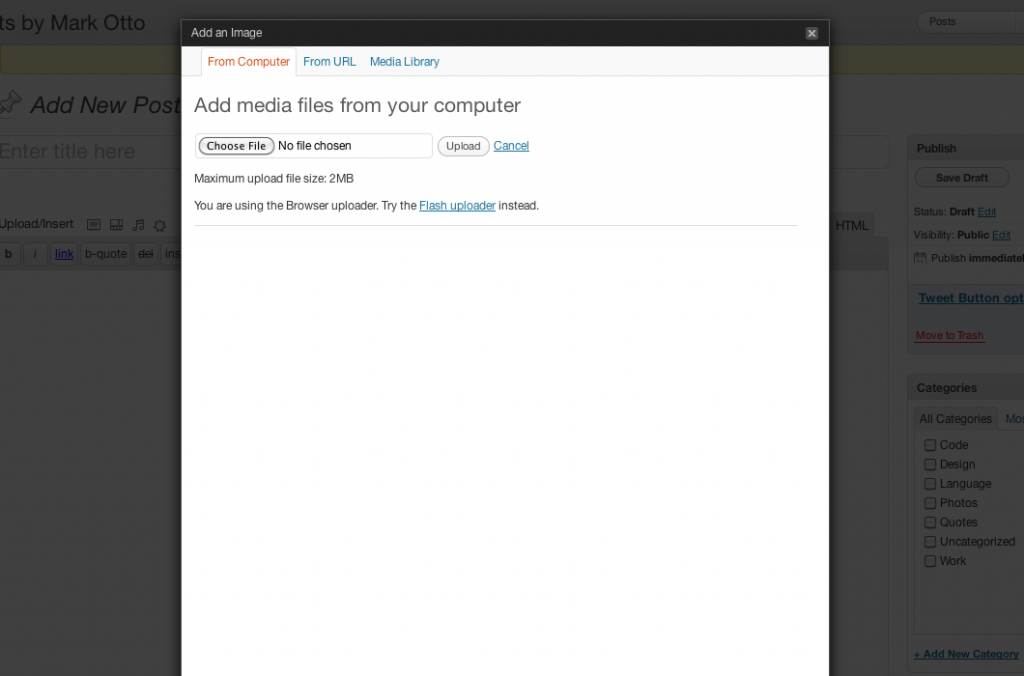 ts by Mark Otto
Posts
Add an Image
From Computer From URL Media Library
Add New Post
Add media files from your computer
Enter title here
Choose File No file chosen Upload Cancel
Maximum upload file size: 2MB
You are using the Browser uploader. Try the Flash uploader instead.
Upload/Insert
HTML
b i link b-quote del ins
Publish
Save Draft
Status: Draft Edit
Visibility: Public Edit
Publish immediatel
Tweet Button opt
Move to Trash
Categories
All Categories Mos
Code
Design
Language
Photos
Quotes
Uncategorized
Work
+ Add New Category